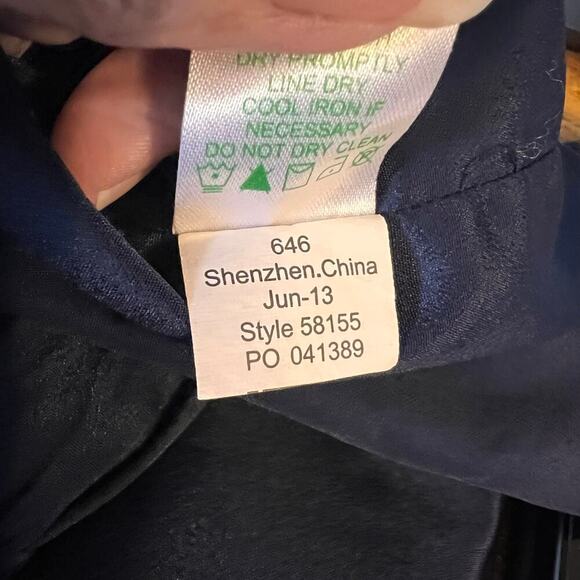 DRY PROMPTLY
LINE DRY
COOL IRON IF
NECESSARY
DO NOT DRY CLEAN
646
Shenzhen.China
Jun-13
Style 58155
PO 041389